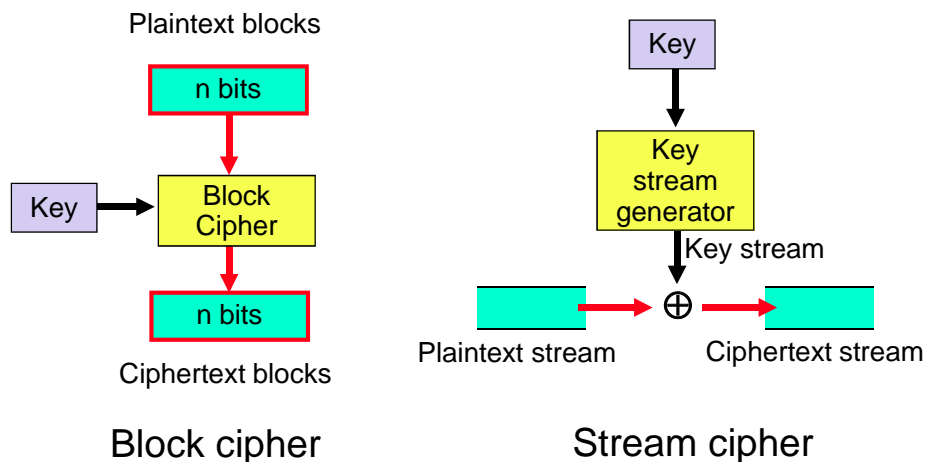 Plaintext blocks
n bits
Key
Block
Cipher
n bits
Ciphertext blocks
Block cipher
Key
Key
stream
generator
Key stream
⊕
Plaintext stream
Ciphertext stream
Stream cipher